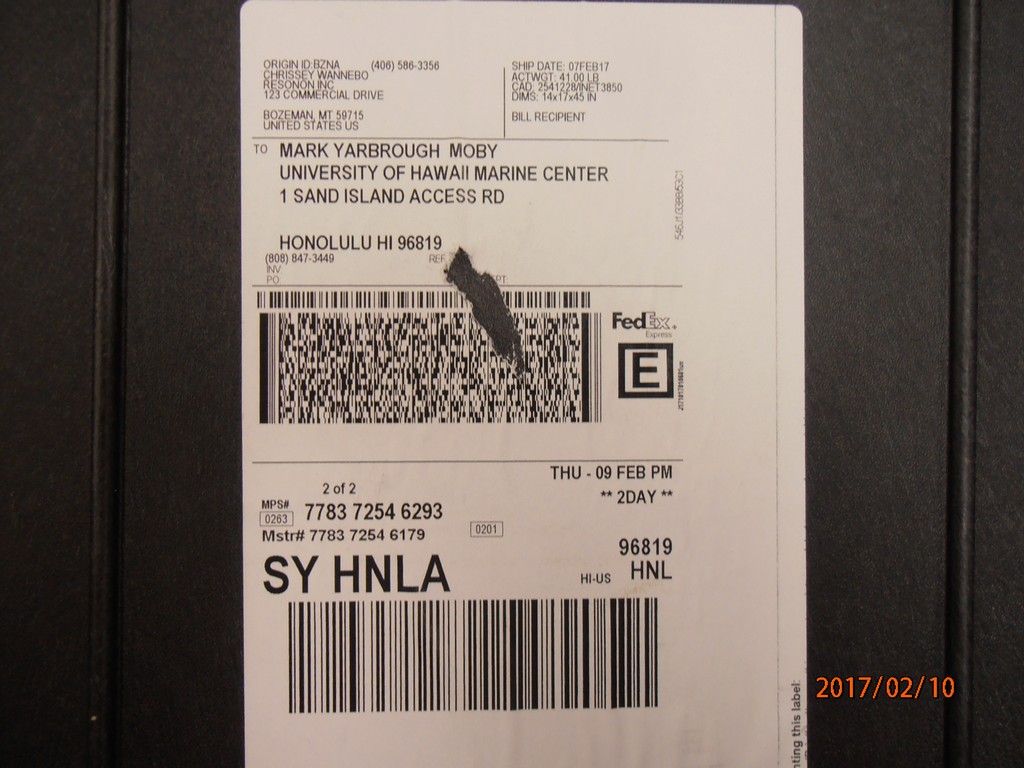 ORIGIN ID:BZNA (406) 586-3356
CHRISSEY WANNEBO
RESONON INC
123 COMMERCIAL DRIVE
BOZEMAN, MT 59715
UNITED STATES US
SHIP DATE: 07FEB17
ACTWGT: 41.00 LB
CAD: 2541228/INET3850
DIMS: 14x17x45 IN
BILL RECIPIENT
TO MARK YARBROUGH MOBY
UNIVERSITY OF HAWAII MARINE CENTER
1 SAND ISLAND ACCESS RD
HONOLULU HI 96819
(808) 847-3449 REF
INV
PO
FedEx.
Express
E
THU - 09 FEB PM
** 2DAY **
2 of 2
MPS# 7783 7254 6293
0263
Mstr# 7783 7254 6179
0201
96819
SY HNLA
HI-US HNL
nting this label:
2017/02/10